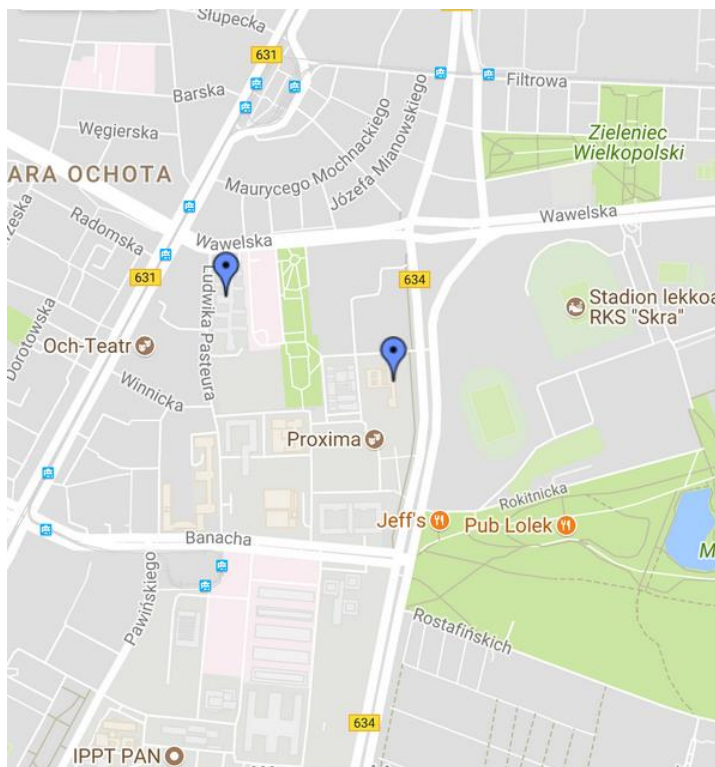 Słupecka
631
Barska
Filtrowa
Węgierska
Zieleniec
Wielkopolski
Maurycego Mochnackiego
Józefa Mianowskiego
ARA OCHOTA
Radomska
Wawelska
Wawelska
631
634
Ludwika Pasteura
Stadion lekkoa
RKS "Skra"
Och-Teatr
Dorotowska
Winnicka
Proxima
Rokitnicka
Jeff's
Pub Lolek
Banacha
M
Pawińskiego
Rostafińskich
634
IPPT PAN